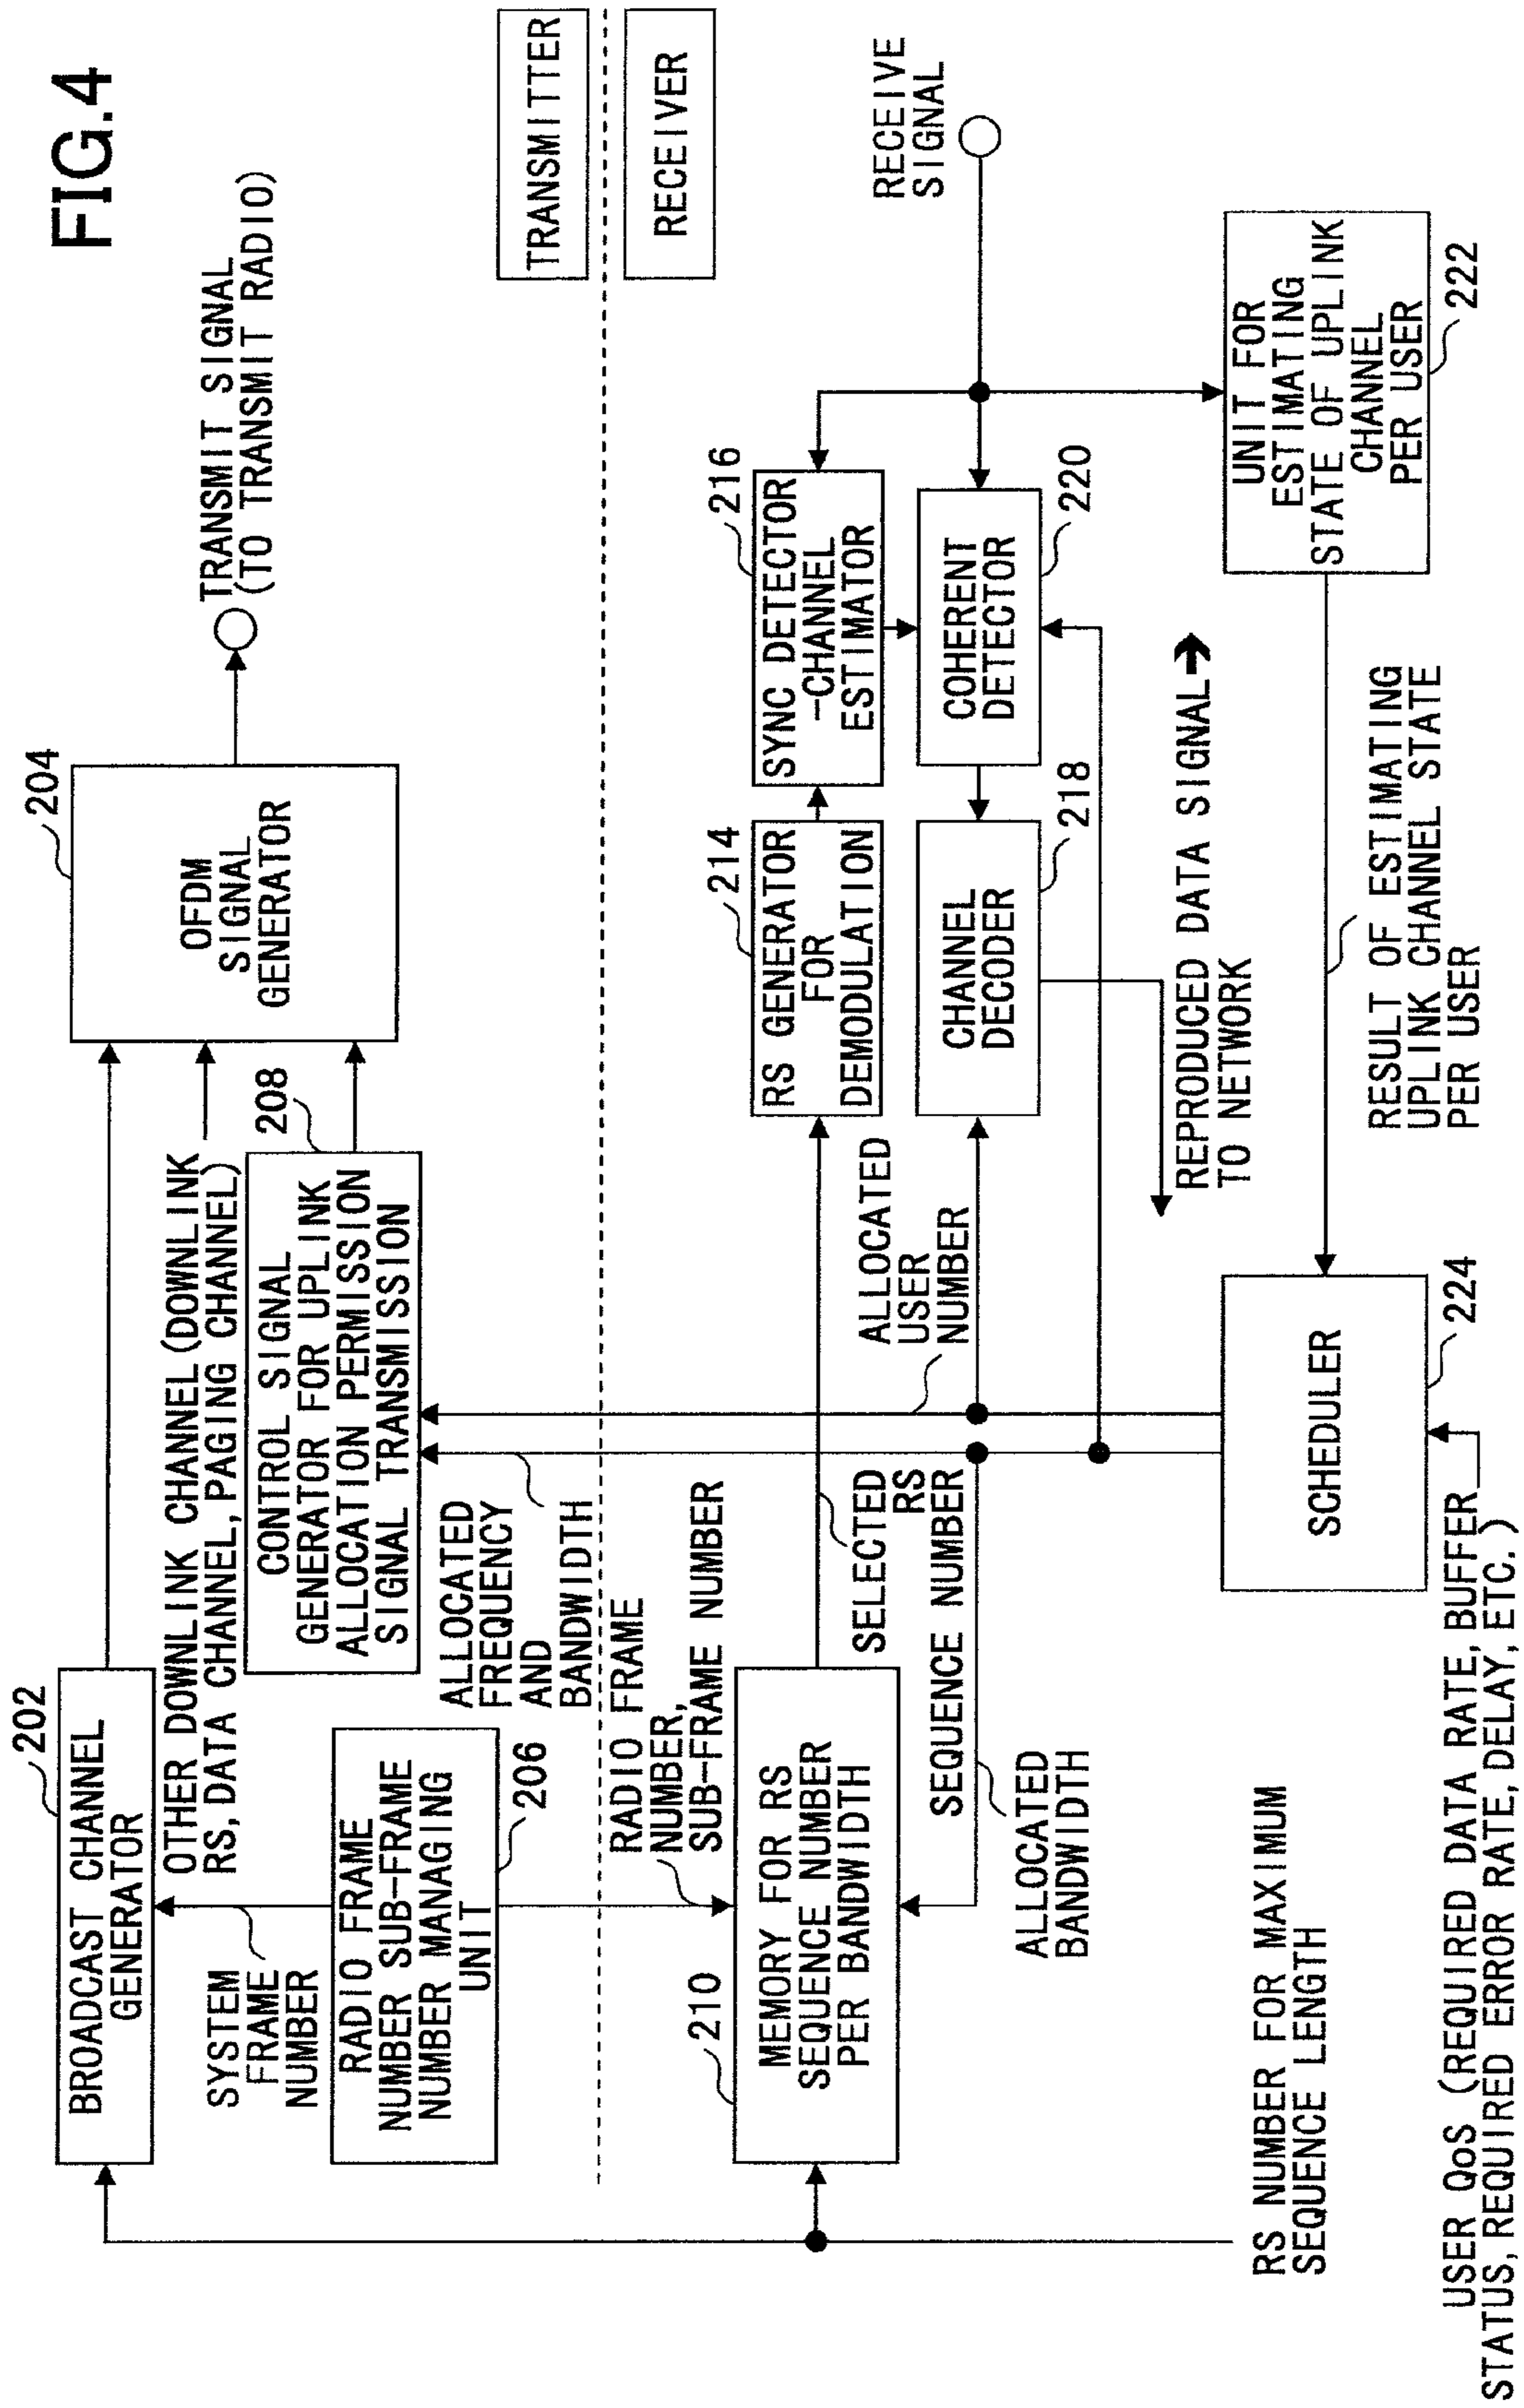 FIG.4
TRANSMIT SIGNAL
(TO TRANSMIT RADIO)
204
OFDM
SIGNAL
GENERATOR
202
BROADCAST CHANNEL
GENERATOR
OTHER DOWNLINK CHANNEL (DOWNLINK
RS, DATA CHANNEL, PAGING CHANNEL)
208
CONTROL SIGNAL
GENERATOR FOR UPLINK
ALLOCATION PERMISSION
SIGNAL TRANSMISSION
SYSTEM
FRAME
NUMBER
RADIO FRAME
NUMBER SUB-FRAME
NUMBER MANAGING
UNIT
206
ALLOCATED
FREQUENCY
AND
BANDWIDTH
TRANSMITTER
RECEIVER
RADIO FRAME
NUMBER,
SUB-FRAME NUMBER
210
MEMORY FOR RS
SEQUENCE NUMBER
PER BANDWIDTH
SELECTED
RS
SEQUENCE NUMBER
214
RS GENERATOR
FOR
DEMODULATION
216
SYNC DETECTOR
-CHANNEL
ESTIMATOR
RECEIVE
SIGNAL
ALLOCATED
USER
NUMBER
CHANNEL
DECODER
218
COHERENT
DETECTOR
220
ALLOCATED
BANDWIDTH
REPRODUCED DATA SIGNAL➔
TO NETWORK
UNIT FOR
ESTIMATING
STATE OF UPLINK
CHANNEL
PER USER
222
RESULT OF ESTIMATING
UPLINK CHANNEL STATE
PER USER
SCHEDULER
224
RS NUMBER FOR MAXIMUM
SEQUENCE LENGTH
USER QoS (REQUIRED DATA RATE, BUFFER
STATUS, REQUIRED ERROR RATE, DELAY, ETC.)